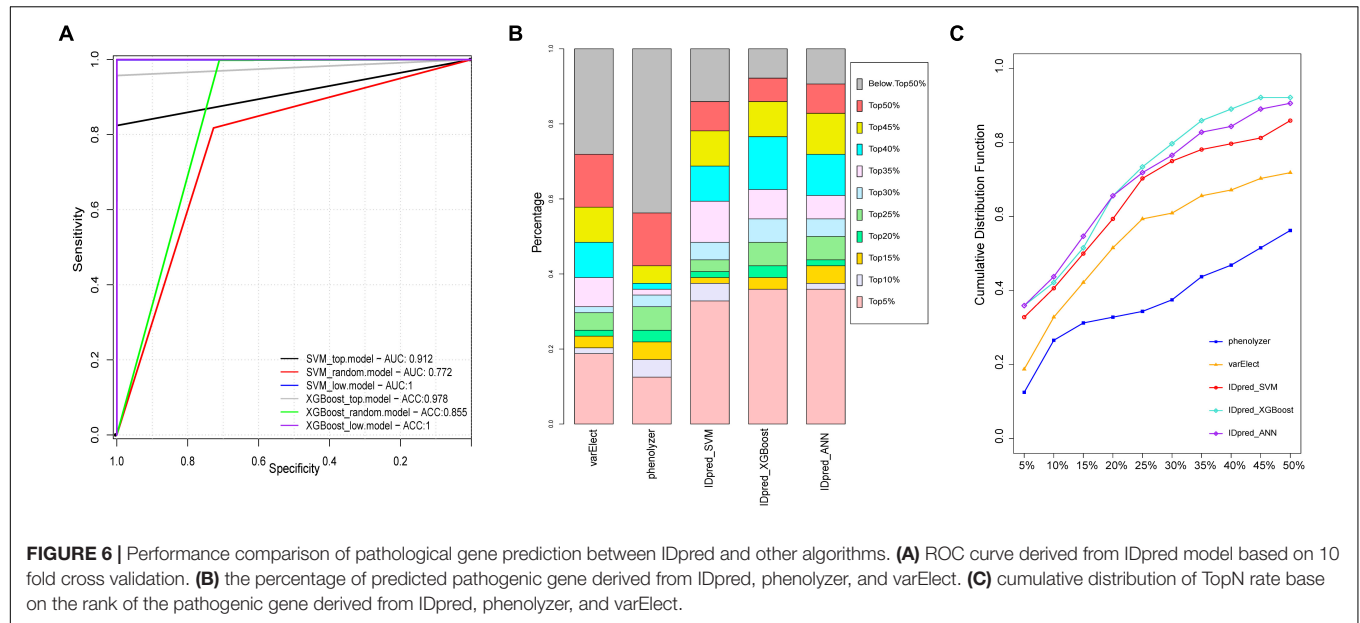 A
1.0
0.8
0.6
0.4
0.2
0.0
Sensitivity
SVM_top.model – AUC: 0.912
SVM_random.model – AUC: 0.772
SVM_low.model – AUC:1
XGBoost_top.model – ACC:0.978
XGBoost_random.model – ACC:0.855
XGBoost_low.model – ACC:1
1.0 0.8 0.6 0.4 0.2
Specificity
B
1.0
0.8
0.6
0.4
0.2
0.0
Percentage
varElect
phenolyzer
IDpred_SVM
IDpred_XGBoost
IDpred_ANN
Below.Top50%
Top50%
Top45%
Top40%
Top35%
Top30%
Top25%
Top20%
Top15%
Top10%
Top5%
C
1.0
0.8
0.6
0.4
0.2
0.0
Cumulative Distribution Function
phenolyzer
varElect
IDpred_SVM
IDpred_XGBoost
IDpred_ANN
5% 10% 15% 20% 25% 30% 35% 40% 45% 50%
FIGURE 6 | Performance comparison of pathological gene prediction between IDpred and other algorithms. (A) ROC curve derived from IDpred model based on 10
fold cross validation. (B) the percentage of predicted pathogenic gene derived from IDpred, phenolyzer, and varElect. (C) cumulative distribution of TopN rate base
on the rank of the pathogenic gene derived from IDpred, phenolyzer, and varElect.